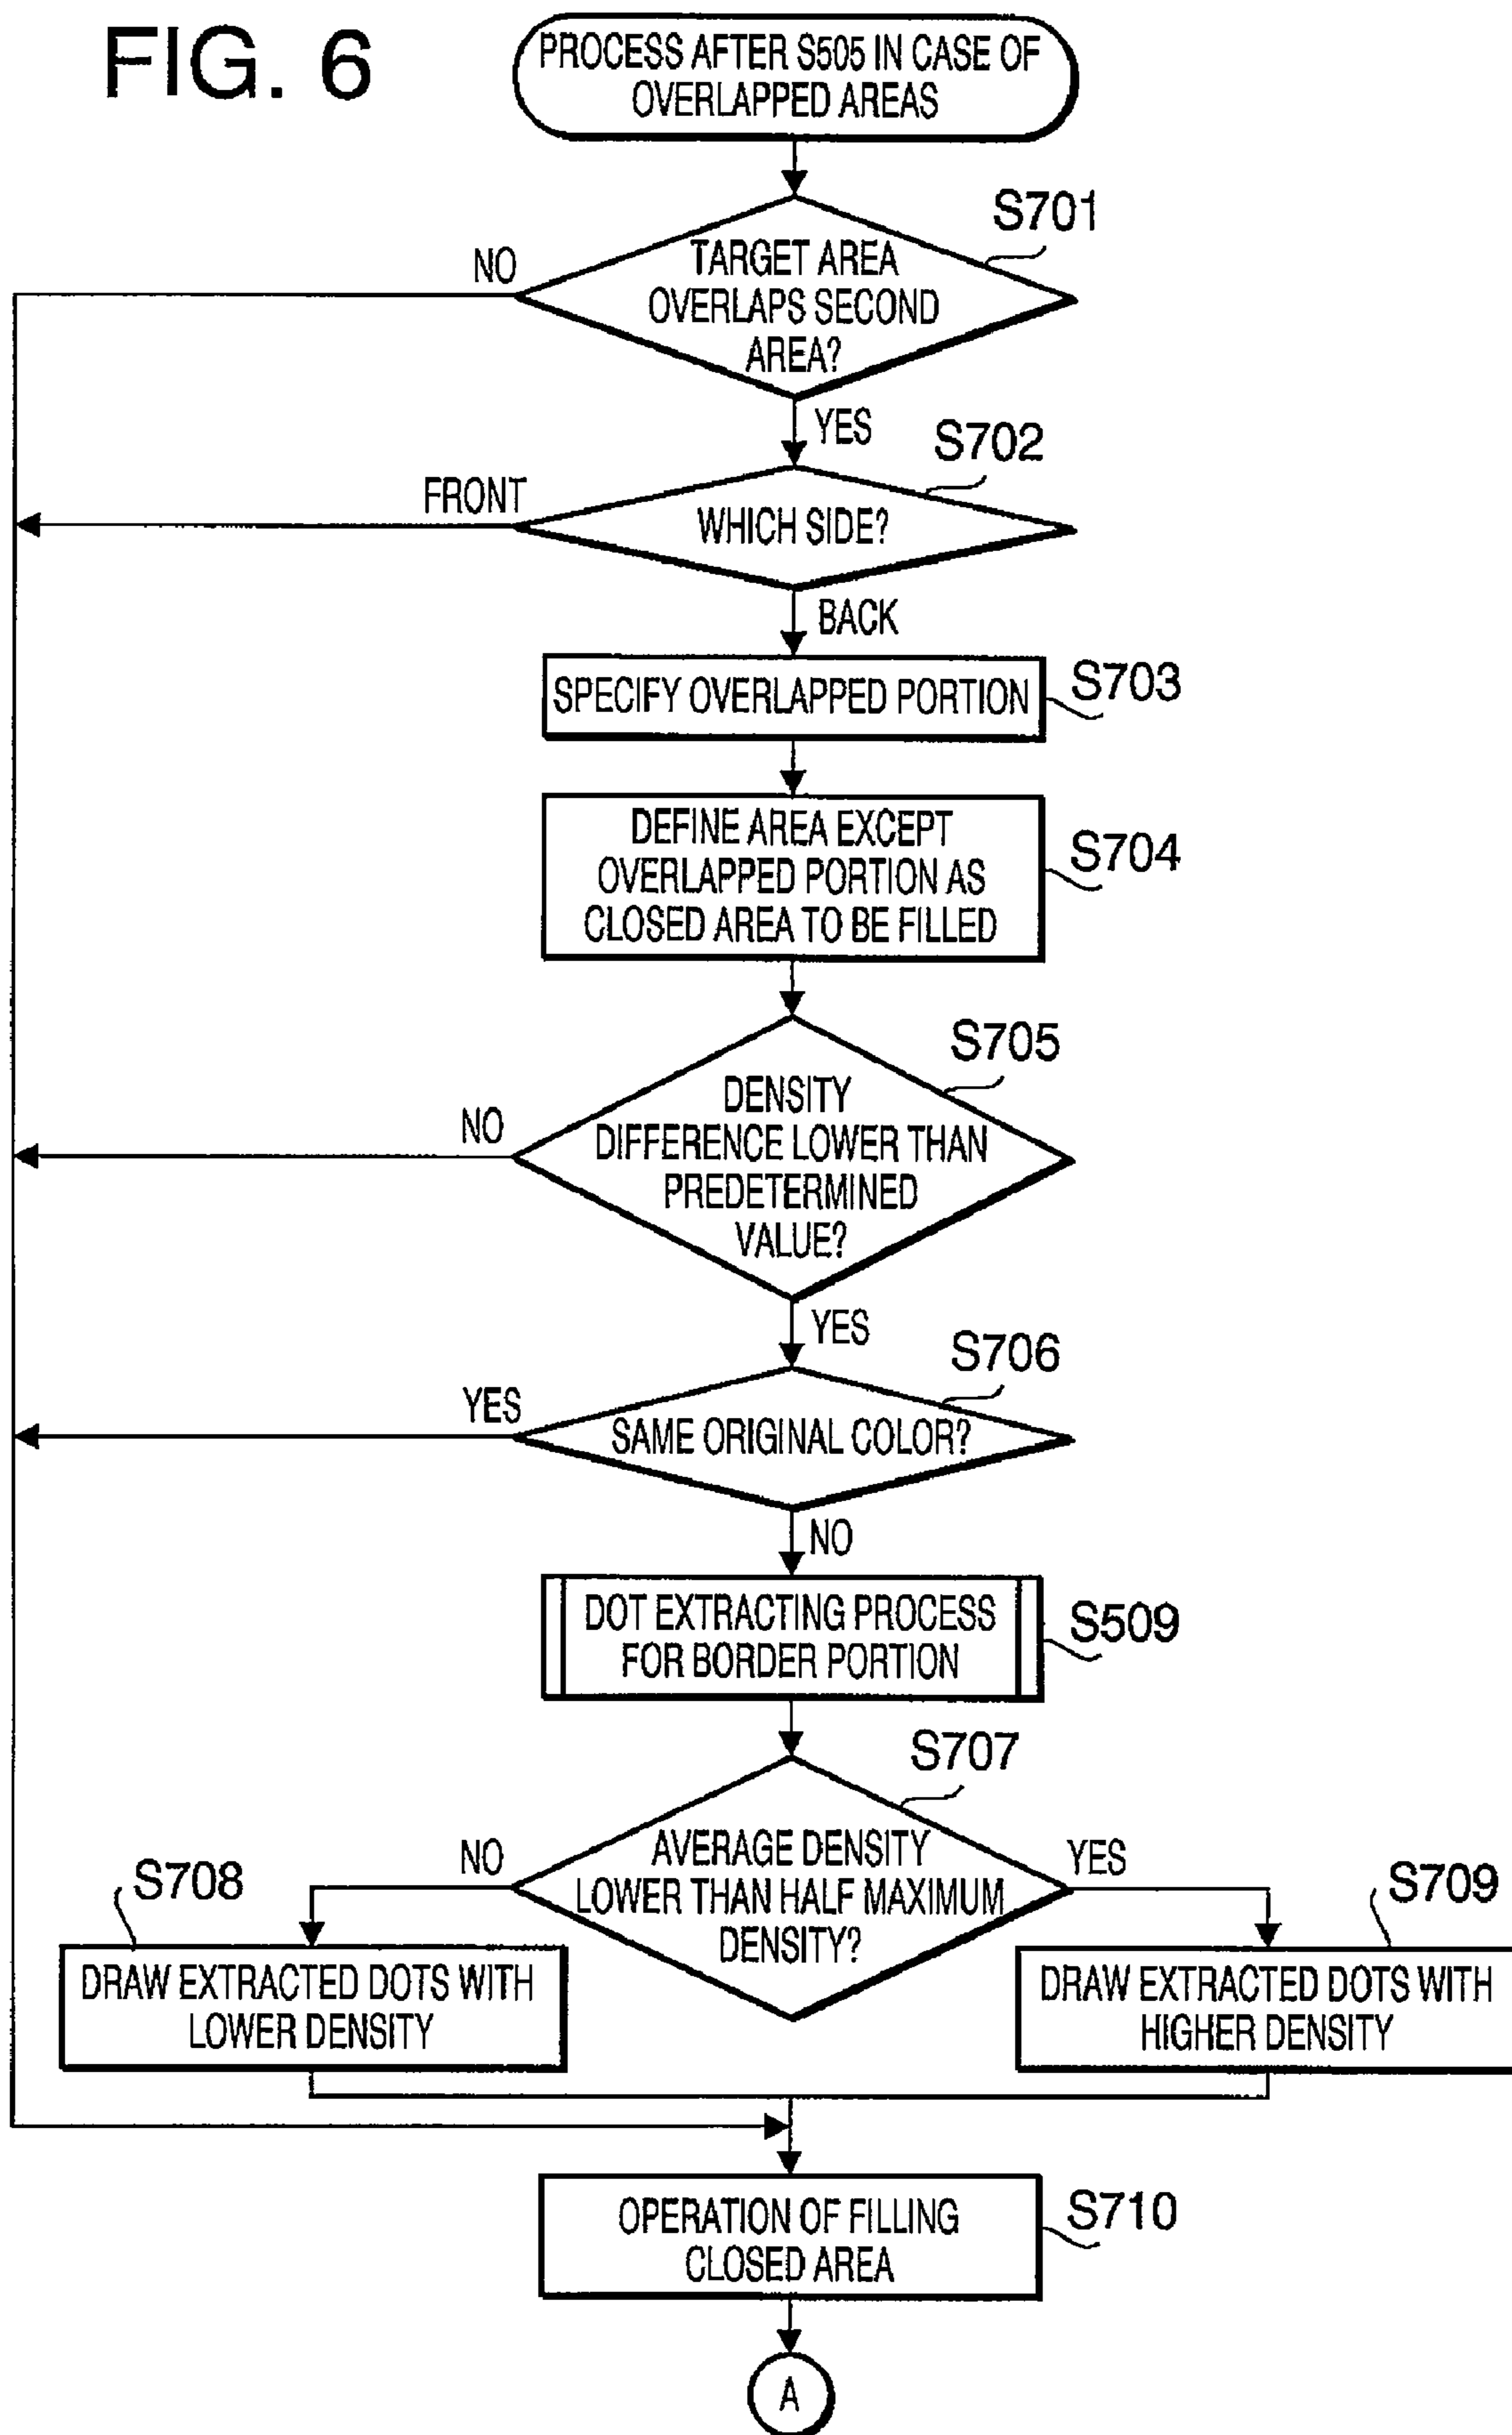 FIG. 6
PROCESS AFTER S505 IN CASE OF
OVERLAPPED AREAS
S701
TARGET AREA
OVERLAPS SECOND
AREA?
NO
YES
S702
FRONT
WHICH SIDE?
BACK
SPECIFY OVERLAPPED PORTION
S703
DEFINE AREA EXCEPT
OVERLAPPED PORTION AS
CLOSED AREA TO BE FILLED
S704
S705
DENSITY
DIFFERENCE LOWER THAN
PREDETERMINED
VALUE?
NO
YES
S706
YES
SAME ORIGINAL COLOR?
NO
DOT EXTRACTING PROCESS
FOR BORDER PORTION
S509
S707
AVERAGE DENSITY
LOWER THAN HALF MAXIMUM
DENSITY?
NO
YES
S708
DRAW EXTRACTED DOTS WITH
LOWER DENSITY
S709
DRAW EXTRACTED DOTS WITH
HIGHER DENSITY
OPERATION OF FILLING
CLOSED AREA
S710
A